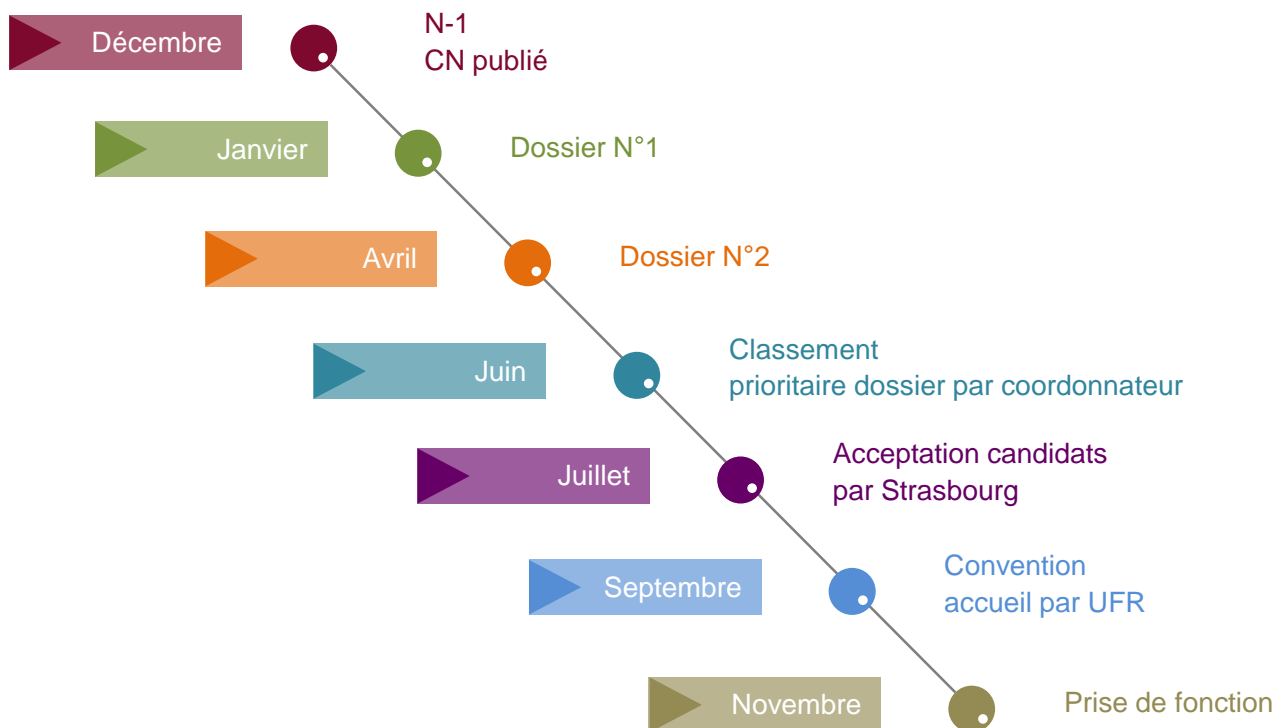 Décembre
N-1
CN publié
Janvier
Dossier N°1
Avril
Dossier N°2
Juin
Classement
prioritaire dossier par coordonnateur
Juillet
Acceptation candidats
par Strasbourg
Septembre
Convention
accueil par UFR
Novembre
Prise de fonction